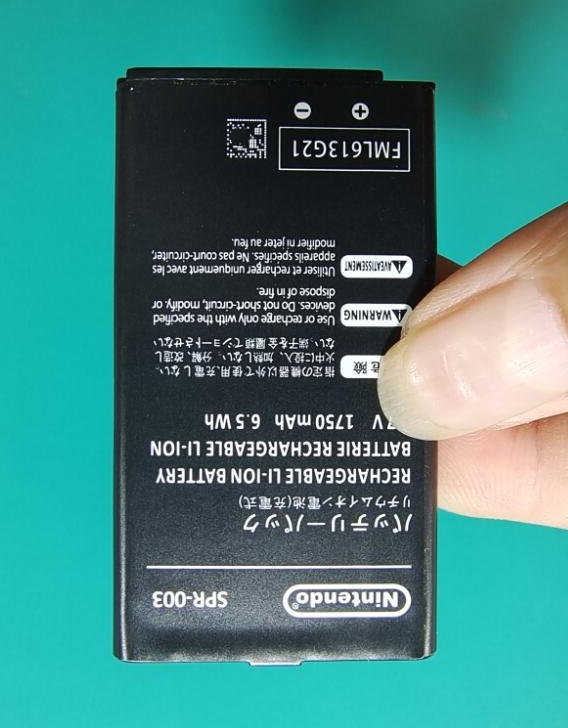 Nintendo SPR-003
バッテリーパック
リチウムイオン電池(充電式)
RECHARGEABLE LI-ION BATTERY
BATTERIE RECHARGEABLE LI-ION
7V 1750 mAh 6.5 Wh
険
指定の機器以外で使用、充電しない。
火中に投入、加熱しない。分解、改造し
ない。端子を金属でショートさせない
WARNING
Use or recharge only with the specified
devices. Do not short-circuit, modify, or
dispose of in fire.
AVERTISSEMENT
Utiliser et recharger uniquement avec les
appareils spécifiés. Ne pas court-circuiter,
modifier ni jeter au feu.
FML613G21
+ −